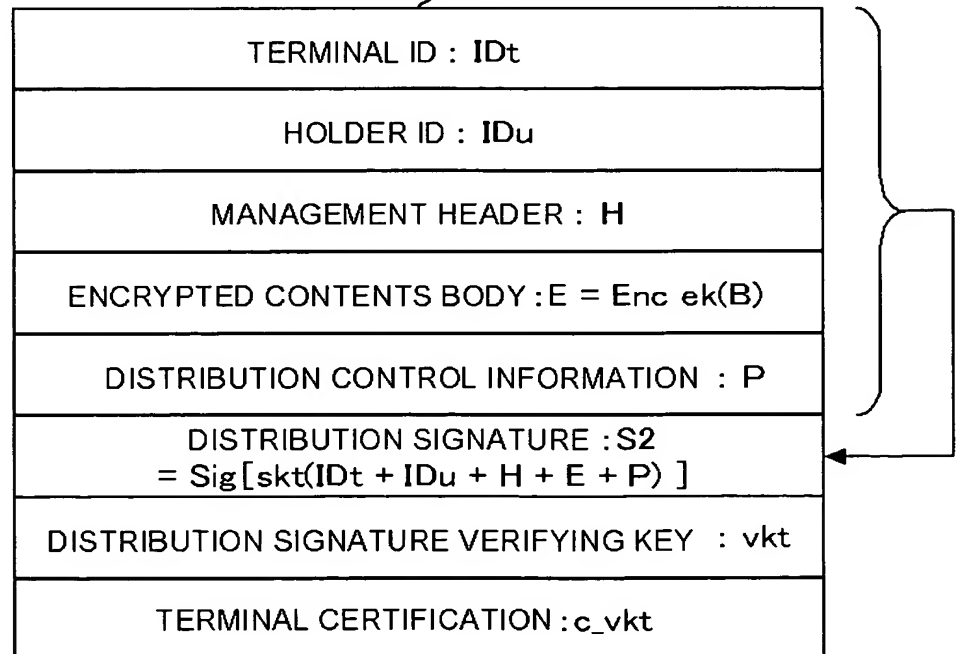 TERMINAL ID : IDt
HOLDER ID : IDu
MANAGEMENT HEADER : H
ENCRYPTED CONTENTS BODY : E = Enc ek(B)
DISTRIBUTION CONTROL INFORMATION : P
DISTRIBUTION SIGNATURE : S2
= Sig[skt(IDt + IDu + H + E + P) ]
DISTRIBUTION SIGNATURE VERIFYING KEY : vkt
TERMINAL CERTIFICATION : c_vkt